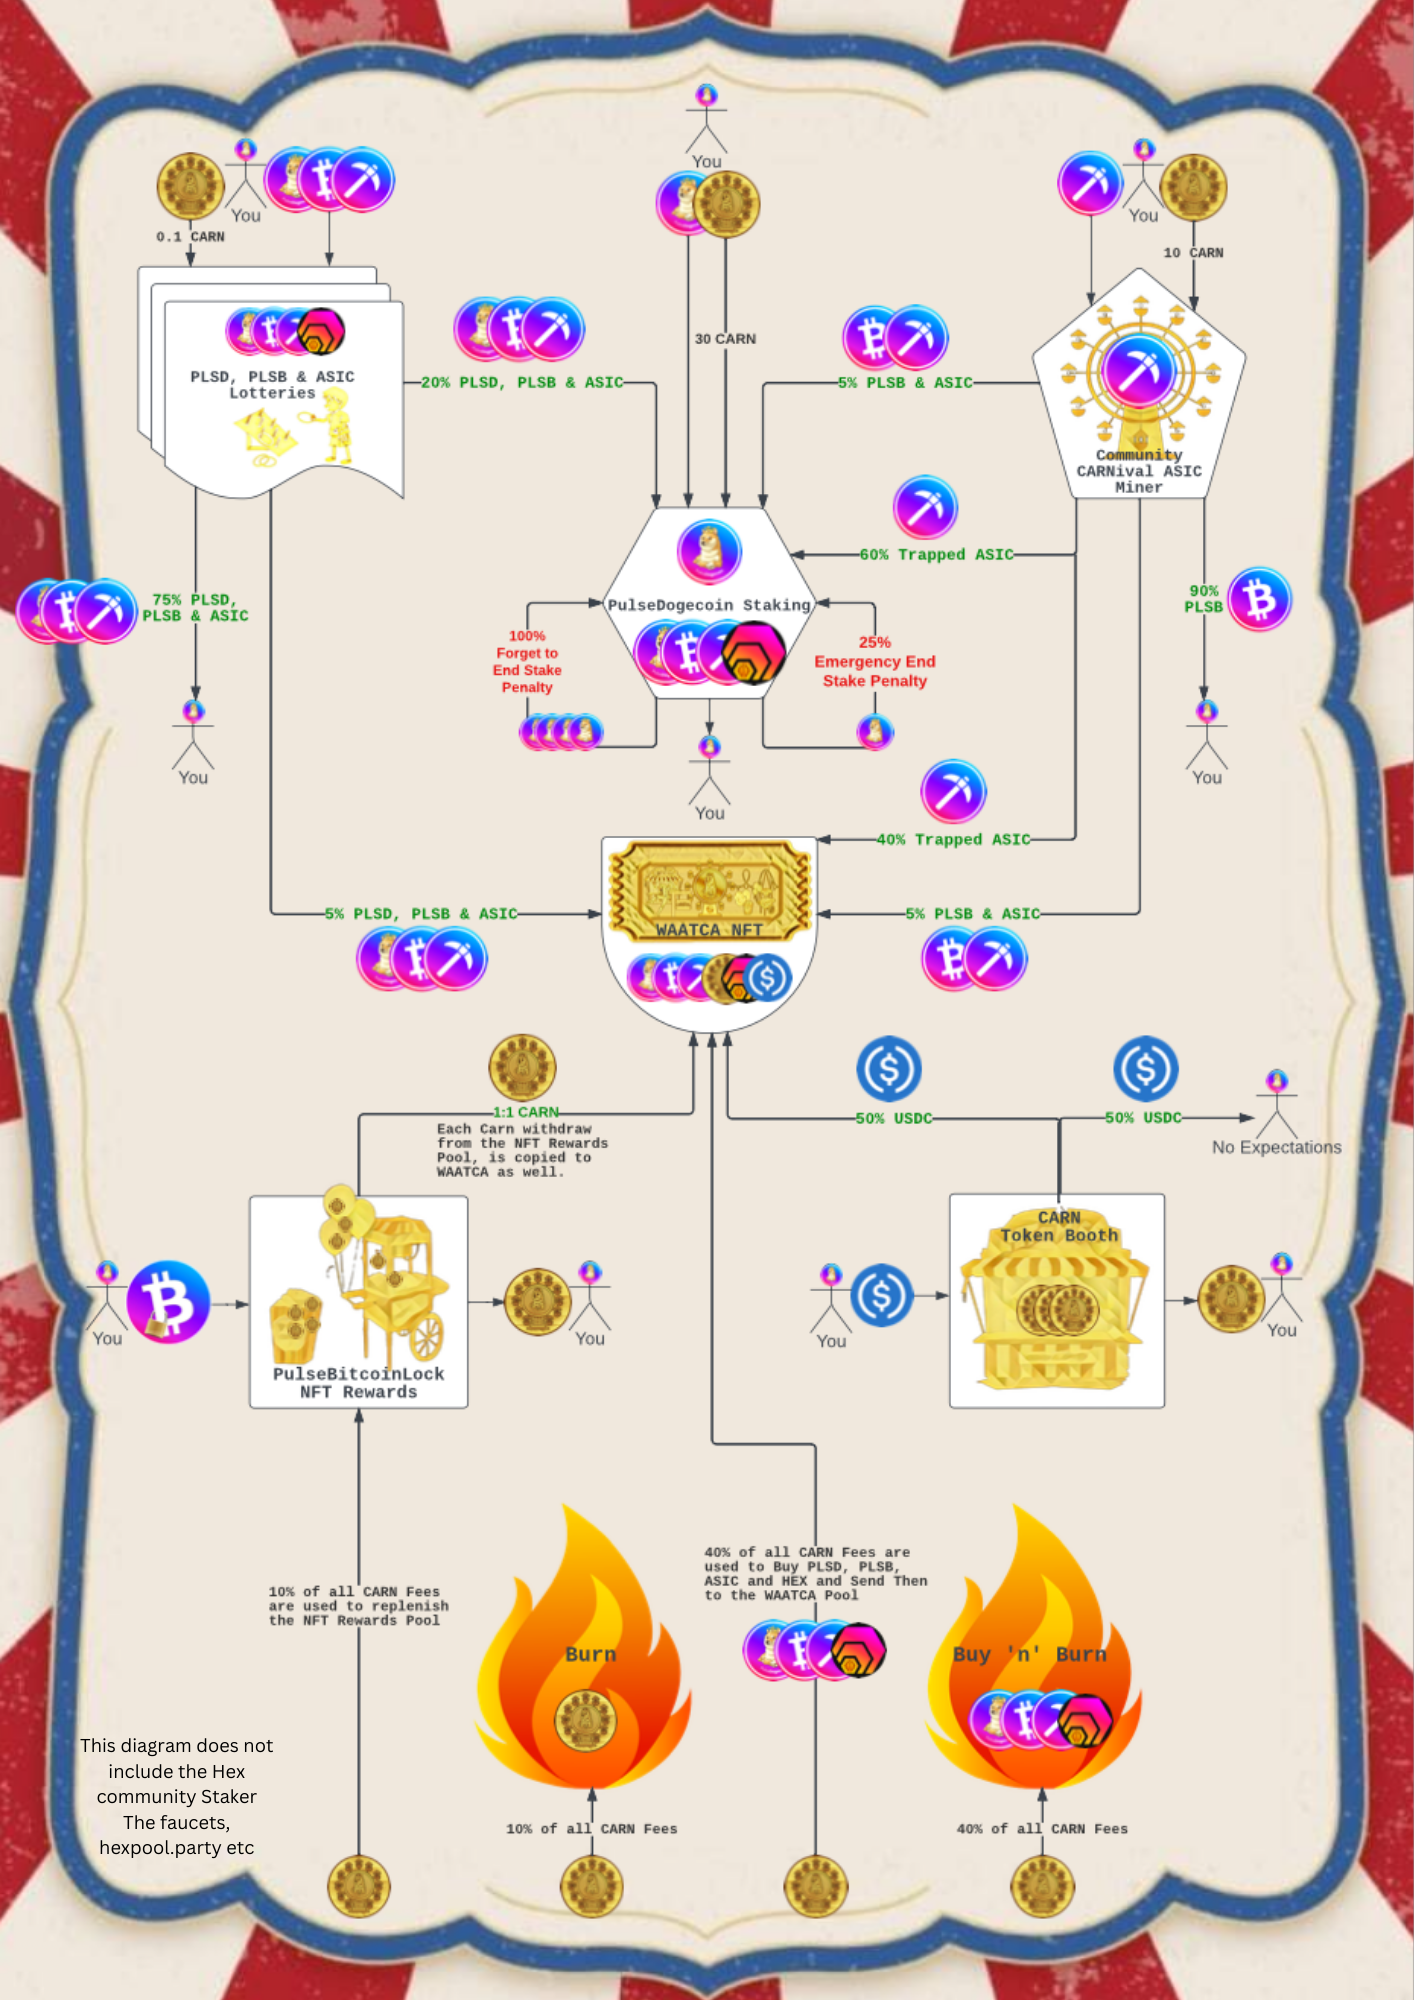 You
You
You
0.1 CARN
10 CARN
30 CARN
PLSD, PLSB & ASIC
Lotteries
20% PLSD, PLSB & ASIC
5% PLSB & ASIC
Community
CARNival ASIC
Miner
60% Trapped ASIC
75% PLSD,
PLSB & ASIC
90%
PLSB
PulseDogecoin Staking
100%
Forget to
End Stake
Penalty
25%
Emergency End
Stake Penalty
You
You
You
40% Trapped ASIC
5% PLSD, PLSB & ASIC
5% PLSB & ASIC
WAATCA NFT
1:1 CARN
Each Carn withdraw
from the NFT Rewards
Pool, is copied to
WAATCA as well.
50% USDC
50% USDC
No Expectations
CARN
Token Booth
You
You
You
You
PulseBitcoinLock
NFT Rewards
40% of all CARN Fees are
used to Buy PLSD, PLSB,
ASIC and HEX and Send Then
to the WAATCA Pool
10% of all CARN Fees
are used to replenish
the NFT Rewards Pool
Burn
Buy 'n' Burn
This diagram does not
include the Hex
community Staker
The faucets,
hexpool.party etc
10% of all CARN Fees
40% of all CARN Fees